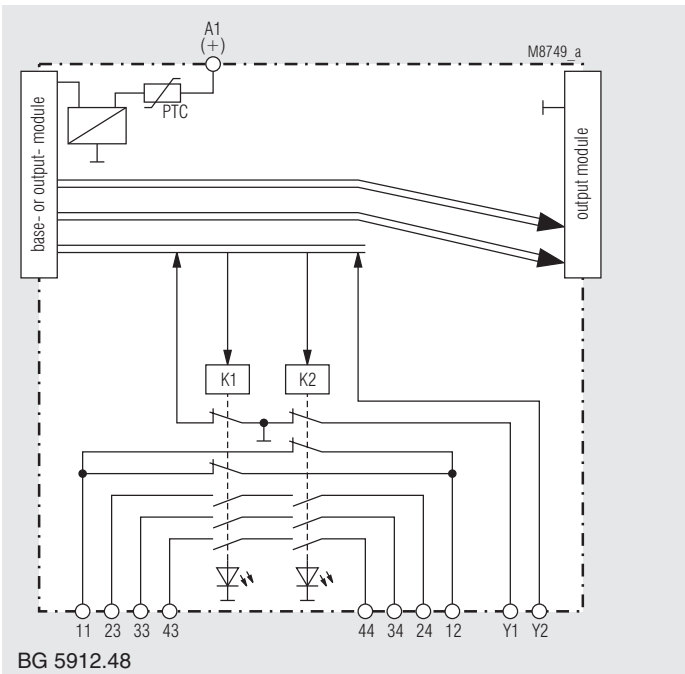 A1
(+)
M8749_a
PTC
base- or output- module
output module
K1
K2
11 23 33 43 44 34 24 12 Y1 Y2
BG 5912.48